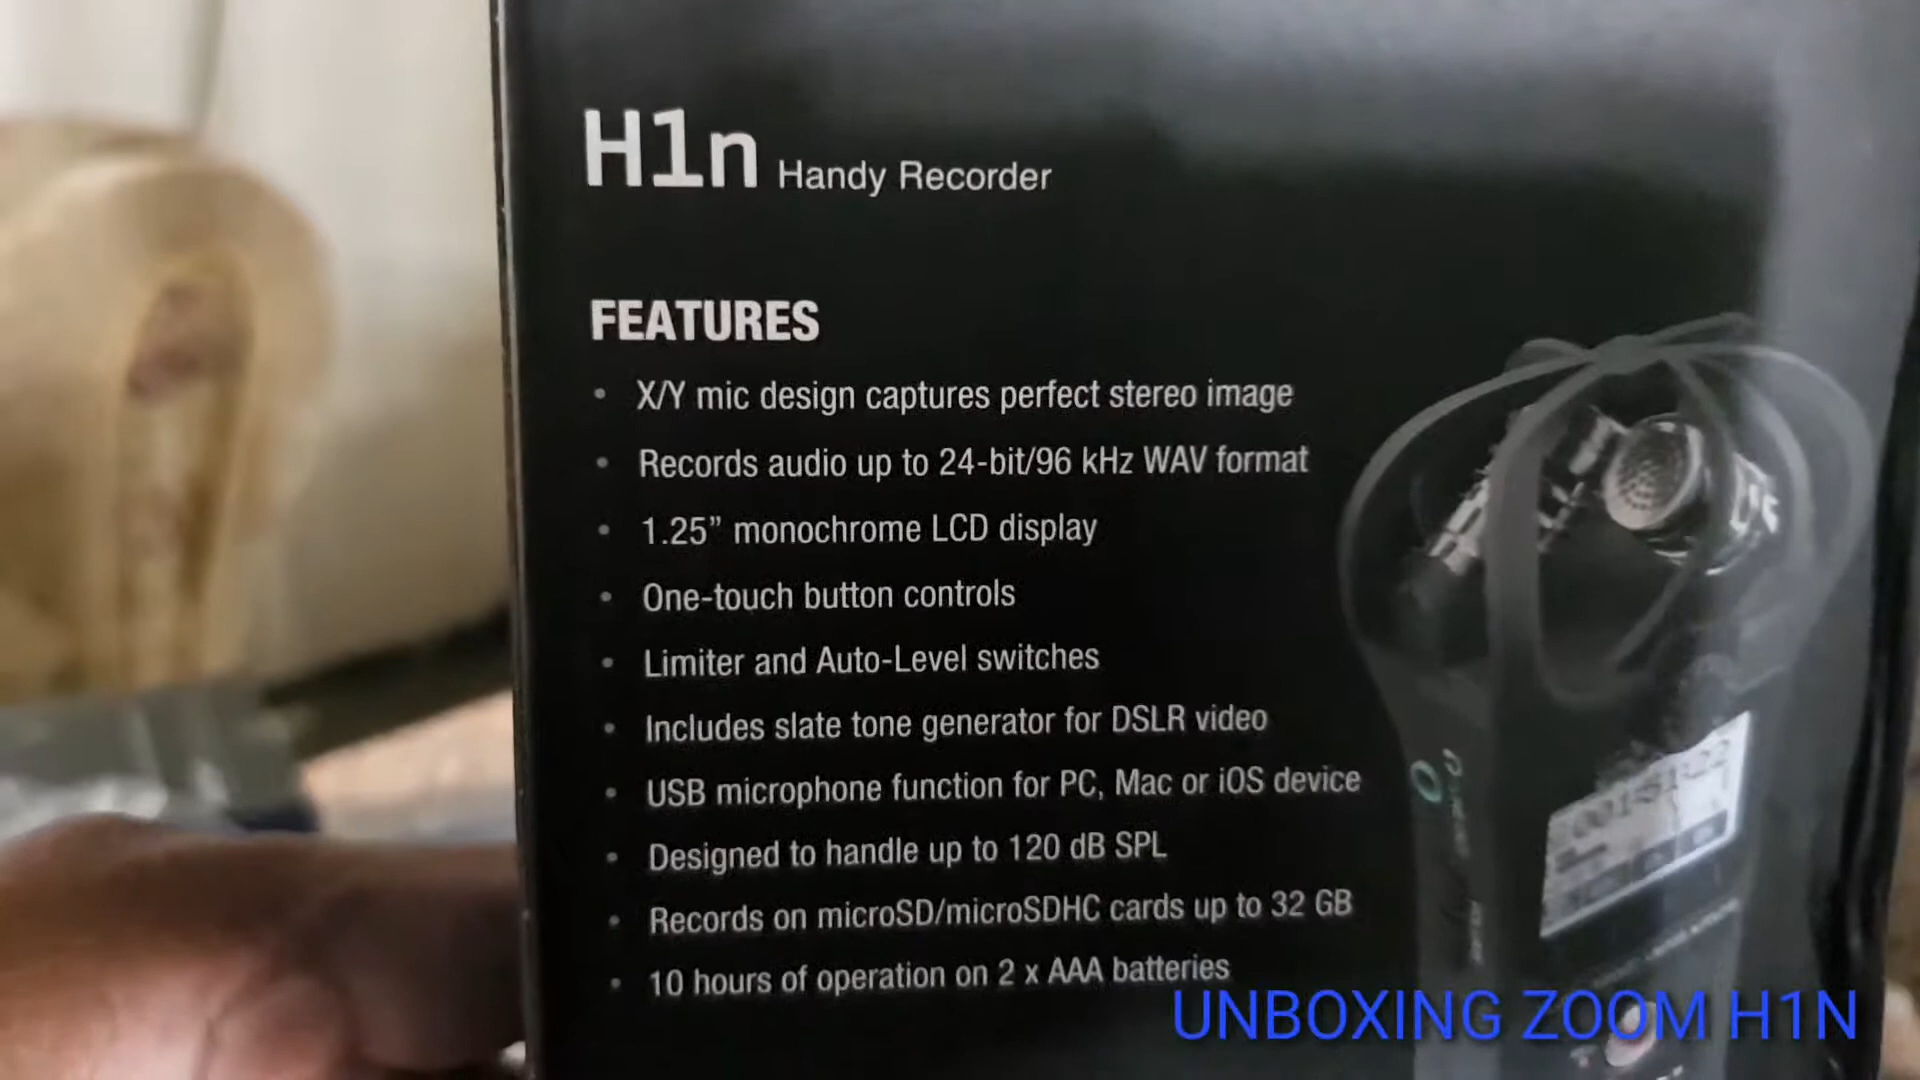 H1n Handy Recorder
FEATURES
• X/Y mic design captures perfect stereo image
• Records audio up to 24-bit/96 kHz WAV format
• 1.25” monochrome LCD display
• One-touch button controls
• Limiter and Auto-Level switches
• Includes slate tone generator for DSLR video
• USB microphone function for PC, Mac or iOS device
• Designed to handle up to 120 dB SPL
• Records on microSD/microSDHC cards up to 32 GB
• 10 hours of operation on 2 x AAA batteries
UNBOXING ZOOM H1N